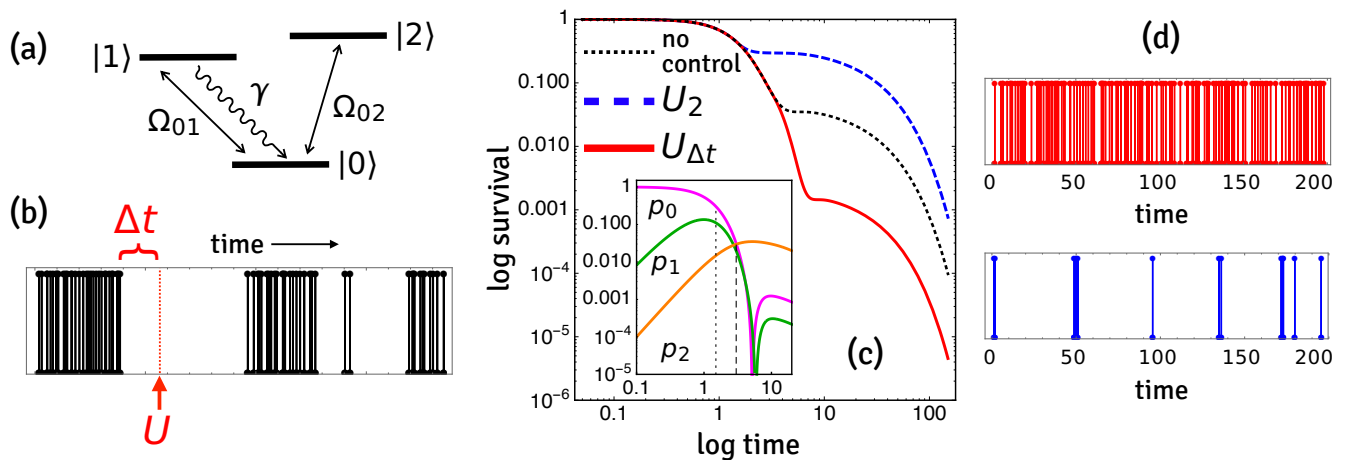 (a)
|1⟩
|2⟩
γ
Ω01
Ω02
|0⟩
(b)
Δt
time
U
log survival
1
0.100
0.010
0.001
10⁻⁴
10⁻⁵
10⁻⁶
no
control
U2
UΔt
1
0.100
0.010
0.001
10⁻⁴
10⁻⁵
p0
p1
p2
0.1
1
10
(c)
0.1
1
10
100
log time
(d)
0 50 100 150 200
time
0 50 100 150 200
time